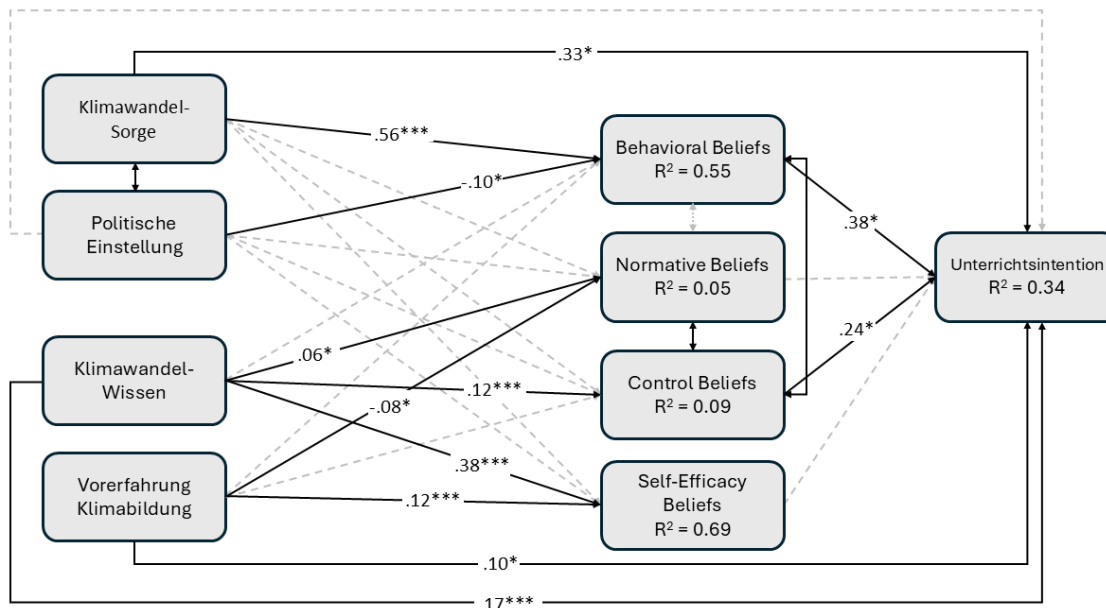 .33*
Klimawandel-
Sorge
.56***
Behavioral Beliefs
R² = 0.55
-.10*
Politische
Einstellung
.38*
Normative Beliefs
R² = 0.05
Unterrichtsintention
R² = 0.34
.24*
.06*
Klimawandel-
Wissen
.12***
Control Beliefs
R² = 0.09
-.08*
.38***
Vorerfahrung
Klimabildung
.12***
Self-Efficacy
Beliefs
R² = 0.69
.10*
.17***